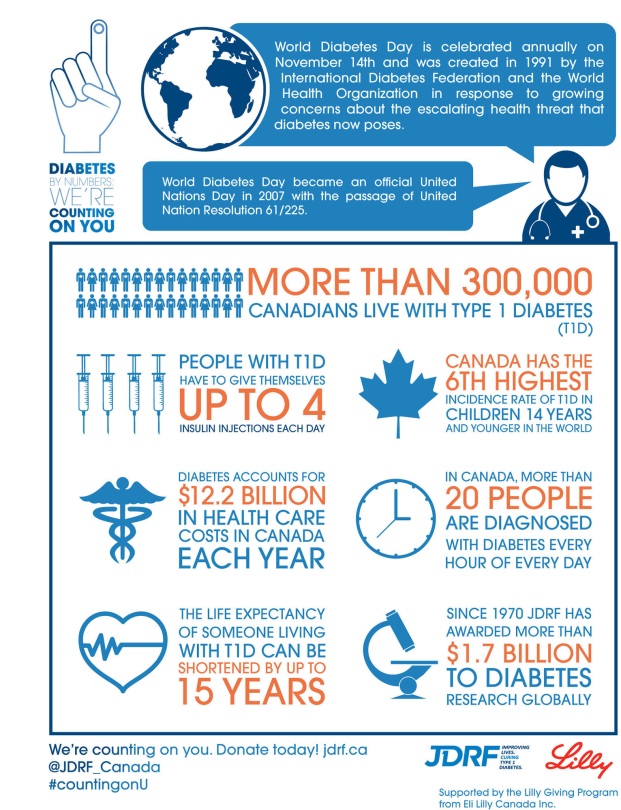 World Diabetes Day is celebrated annually on
November 14th and was created in 1991 by the
International Diabetes Federation and the World
Health Organization in response to growing
concerns about the escalating health threat that
diabetes now poses.
DIABETES
BY NUMBERS:
WE'RE
COUNTING
ON YOU
World Diabetes Day became an official United
Nations Day in 2007 with the passage of United
Nation Resolution 61/225.
MORE THAN 300,000
CANADIANS LIVE WITH TYPE 1 DIABETES
(T1D)
PEOPLE WITH T1D
HAVE TO GIVE THEMSELVES
UP TO 4
INSULIN INJECTIONS EACH DAY
CANADA HAS THE
6TH HIGHEST
INCIDENCE RATE OF T1D IN
CHILDREN 14 YEARS
AND YOUNGER IN THE WORLD
DIABETES ACCOUNTS FOR
$12.2 BILLION
IN HEALTH CARE
COSTS IN CANADA
EACH YEAR
IN CANADA, MORE THAN
20 PEOPLE
ARE DIAGNOSED
WITH DIABETES EVERY
HOUR OF EVERY DAY
THE LIFE EXPECTANCY
OF SOMEONE LIVING
WITH T1D CAN BE
SHORTENED BY UP TO
15 YEARS
SINCE 1970 JDRF HAS
AWARDED MORE THAN
$1.7 BILLION
TO DIABETES
RESEARCH GLOBALLY
We're counting on you. Donate today! jdrf.ca
@JDRF_Canada
#countingonU
JDRF
IMPROVING
LIVES.
CURING
TYPE 1
DIABETES.
Lilly
Supported by the Lilly Giving Program
from Eli Lilly Canada Inc.